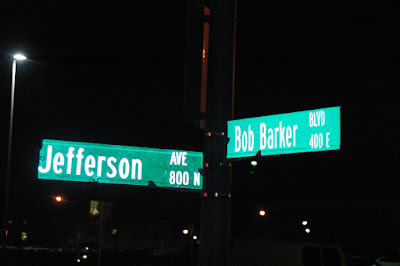 Jefferson AVE 800 N
Bob Barker BLVD 400 E